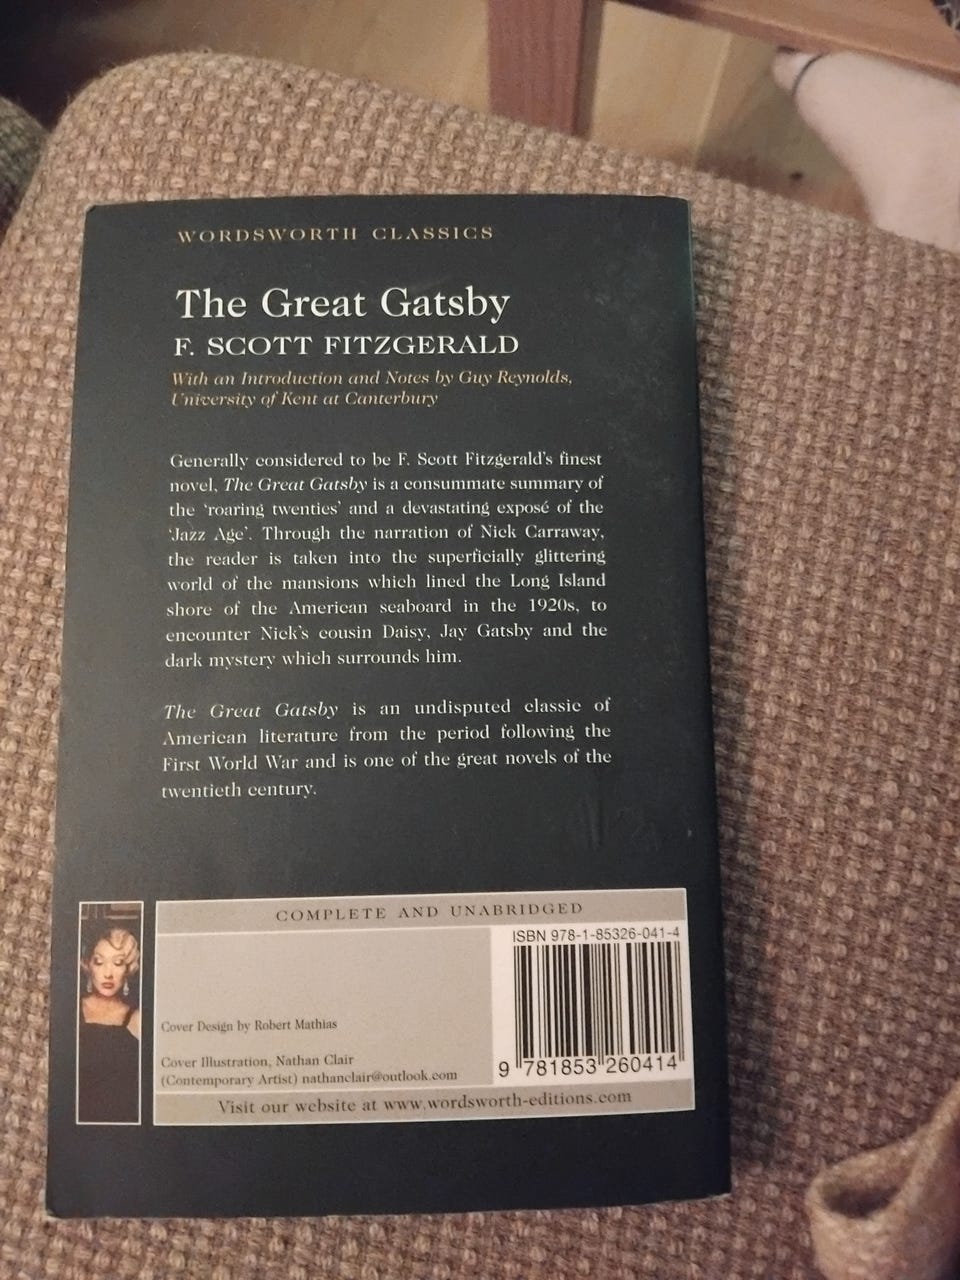 WORDSWORTH CLASSICS
The Great Gatsby
F. SCOTT FITZGERALD
With an Introduction and Notes by Guy Reynolds,
University of Kent at Canterbury
Generally considered to be F. Scott Fitzgerald's finest
novel, The Great Gatsby is a consummate summary of
the 'roaring twenties' and a devastating exposé of the
'Jazz Age'. Through the narration of Nick Carraway,
the reader is taken into the superficially glittering
world of the mansions which lined the Long Island
shore of the American seaboard in the 1920s, to
encounter Nick's cousin Daisy, Jay Gatsby and the
dark mystery which surrounds him.
The Great Gatsby is an undisputed classic of
American literature from the period following the
First World War and is one of the great novels of the
twentieth century.
COMPLETE AND UNABRIDGED
ISBN 978-1-85326-041-4
Cover Design by Robert Mathias
Cover Illustration, Nathan Clair
(Contemporary Artist) nathanclair@outlook.com
9 781853 260414
Visit our website at www.wordsworth-editions.com